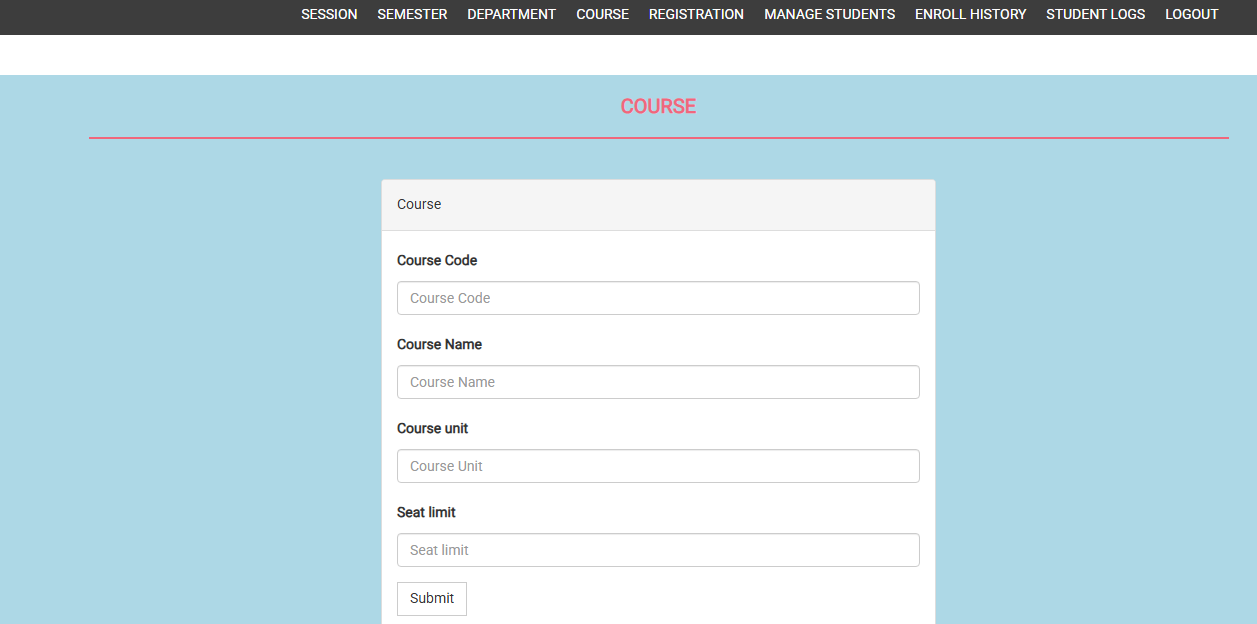 SESSION SEMESTER DEPARTMENT COURSE REGISTRATION MANAGE STUDENTS ENROLL HISTORY STUDENT LOGS LOGOUT
COURSE
Course
Course Code
Course Code
Course Name
Course Name
Course unit
Course Unit
Seat limit
Seat limit
Submit